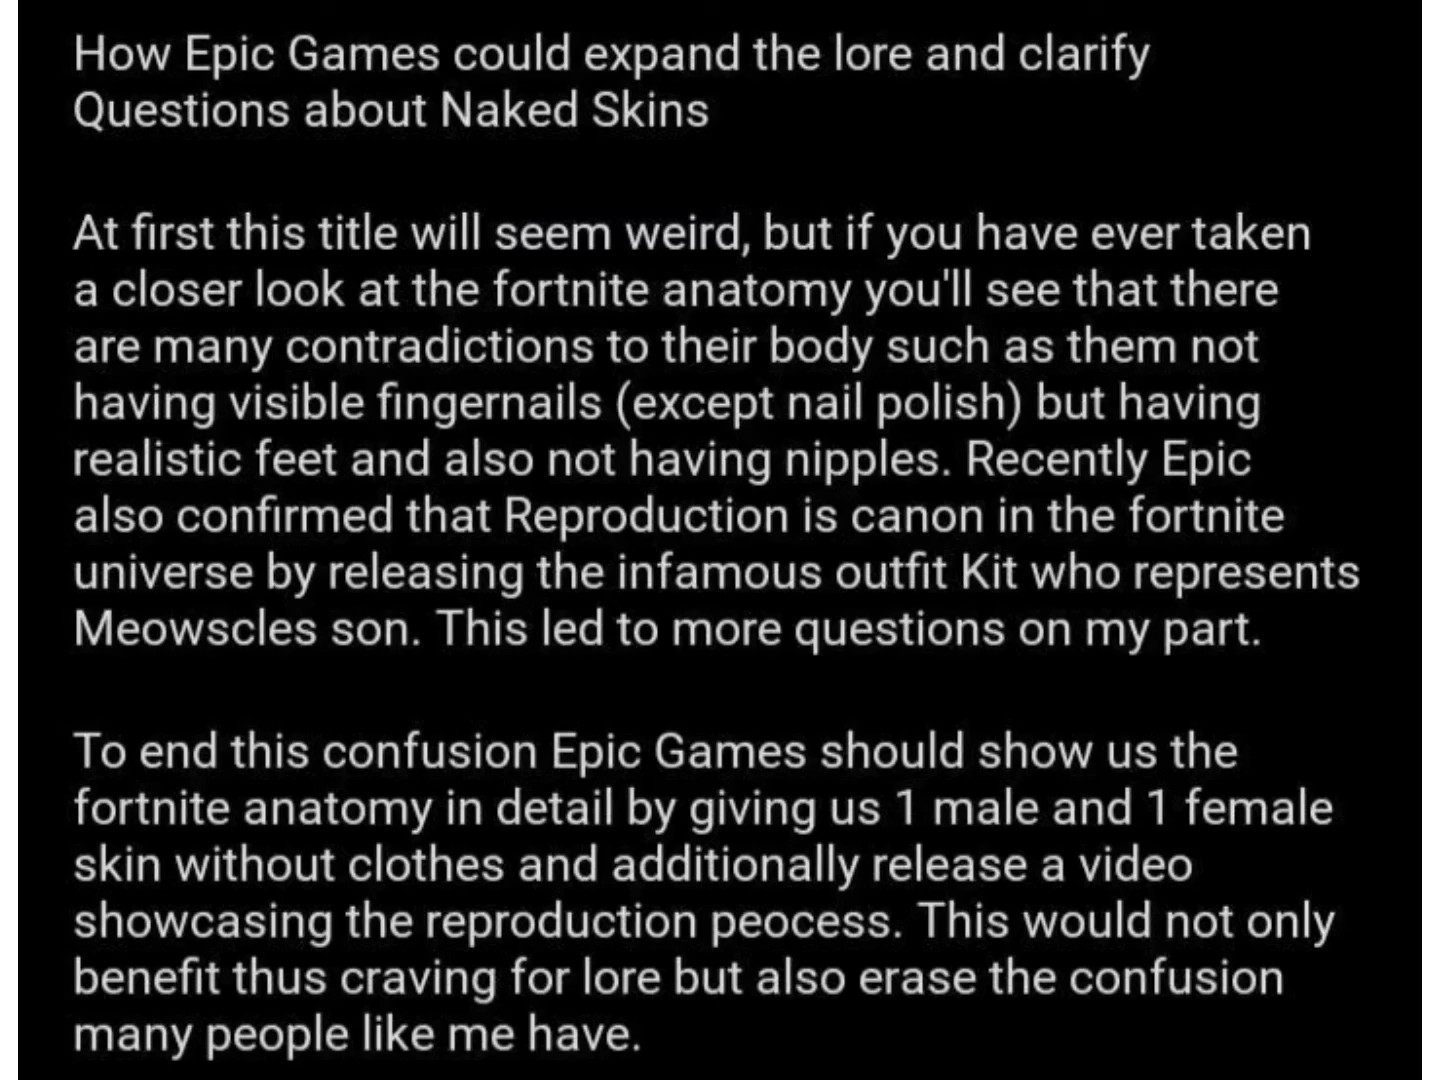 How Epic Games could expand the lore and clarify
Questions about Naked Skins
At first this title will seem weird, but if you have ever taken
a closer look at the fortnite anatomy you'll see that there
are many contradictions to their body such as them not
having visible fingernails (except nail polish) but having
realistic feet and also not having nipples. Recently Epic
also confirmed that Reproduction is canon in the fortnite
universe by releasing the infamous outfit Kit who represents
Meowscles son. This led to more questions on my part.
To end this confusion Epic Games should show us the
fortnite anatomy in detail by giving us 1 male and 1 female
skin without clothes and additionally release a video
showcasing the reproduction peocess. This would not only
benefit thus craving for lore but also erase the confusion
many people like me have.